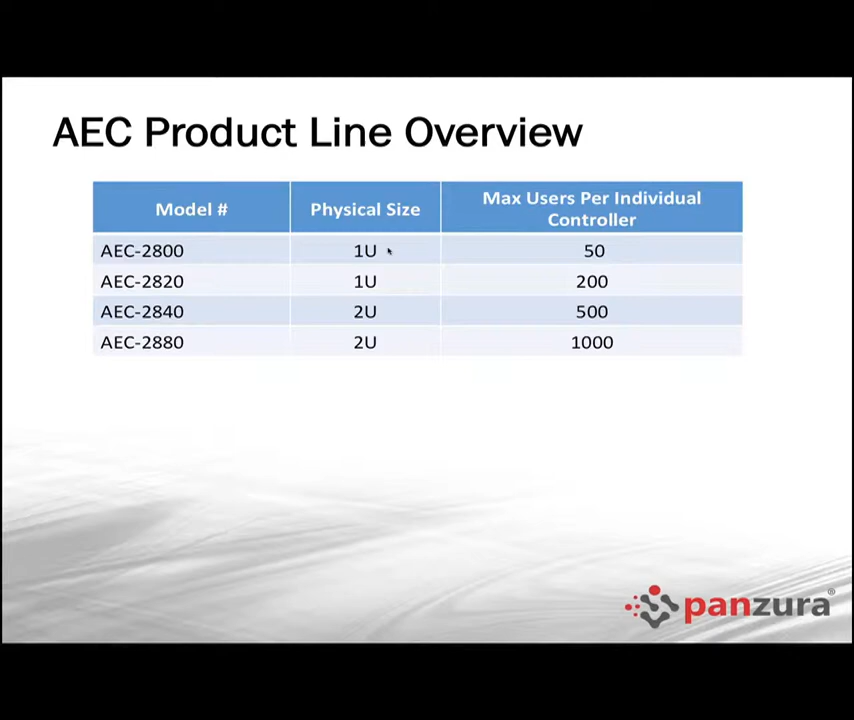 AEC Product Line Overview
Model # Physical Size Max Users Per Individual
Controller
AEC-2800 1U 50
AEC-2820 1U 200
AEC-2840 2U 500
AEC-2880 2U 1000
panzura®